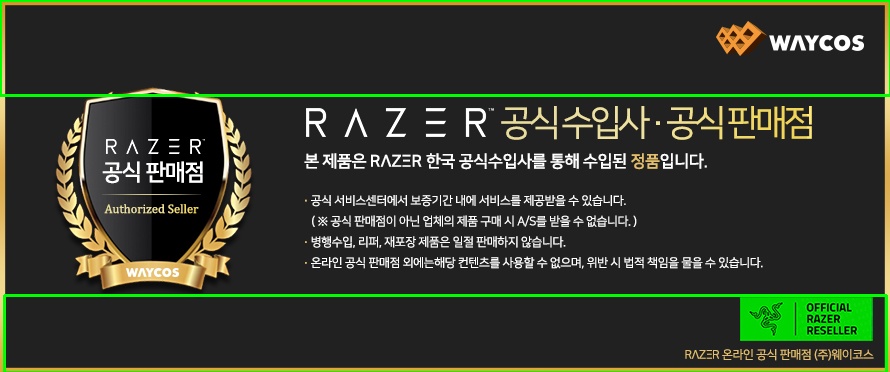 WAYCOS
RAZER™ 공식 수입사 · 공식 판매점
본 제품은 RAZER 한국 공식수입사를 통해 수입된 정품입니다.
RAZER™
공식 판매점
Authorized Seller
WAYCOS
· 공식 서비스센터에서 보증기간 내에 서비스를 제공받을 수 있습니다.
( ※ 공식 판매점이 아닌 업체의 제품 구매 시 A/S를 받을 수 없습니다. )
· 병행수입, 리퍼, 재포장 제품은 일절 판매하지 않습니다.
· 온라인 공식 판매점 외에는해당 컨텐츠를 사용할 수 없으며, 위반 시 법적 책임을 물을 수 있습니다.
OFFICIAL
RAZER
RESELLER
RAZER 온라인 공식 판매점 (주)웨이코스